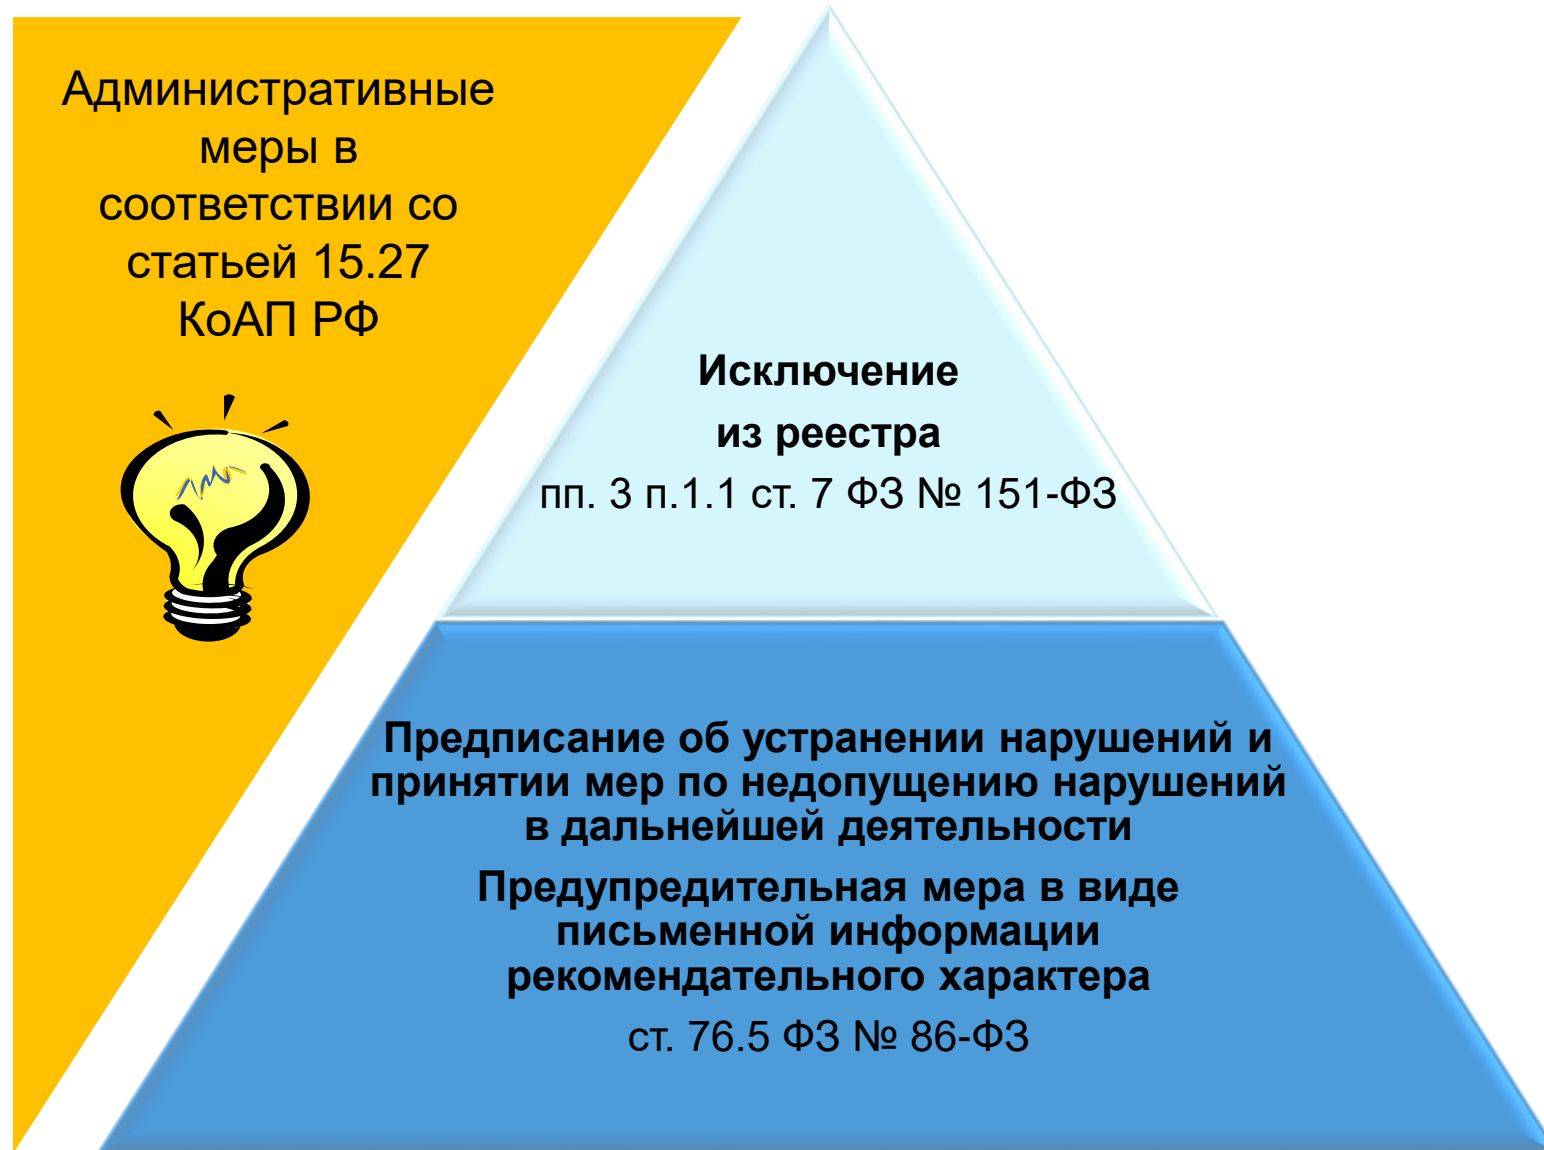 Административные
меры в
соответствии со
статьей 15.27
КоАП РФ
Исключение
из реестра
пп. 3 п.1.1 ст. 7 ФЗ № 151-ФЗ
Предписание об устранении нарушений и
принятии мер по недопущению нарушений
в дальнейшей деятельности
Предупредительная мера в виде
письменной информации
рекомендательного характера
ст. 76.5 ФЗ № 86-ФЗ